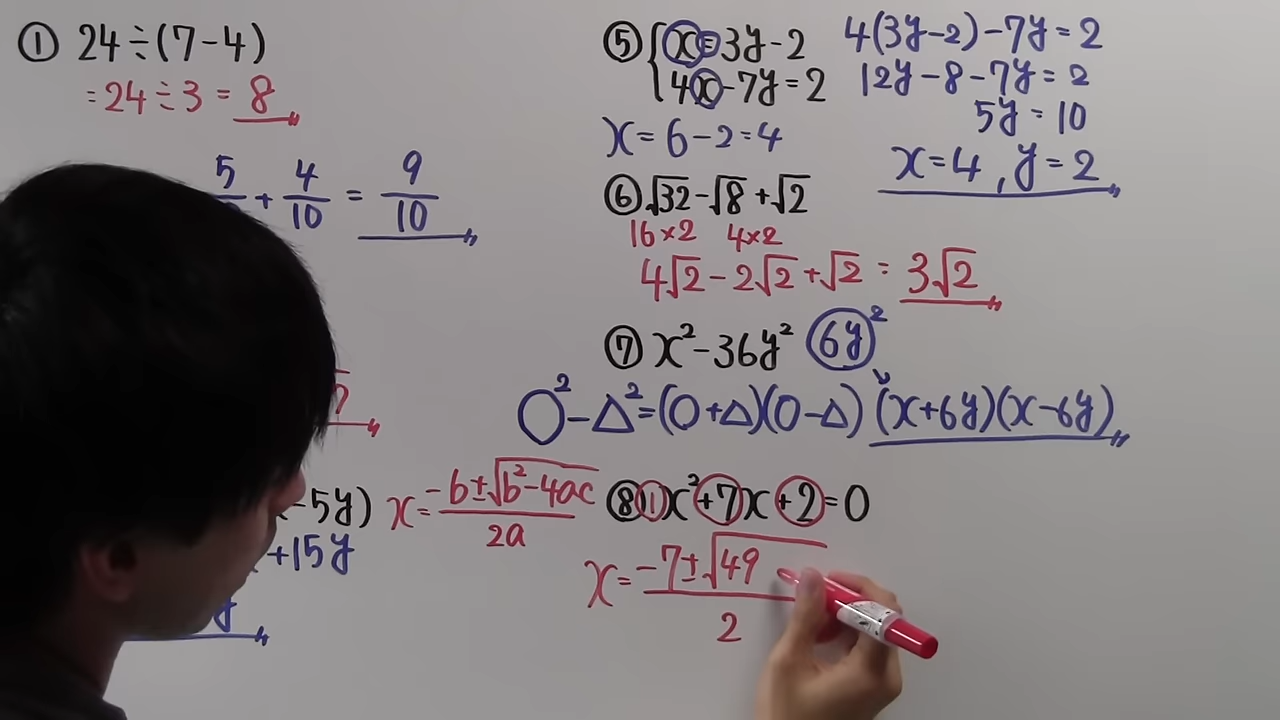 ① 24÷(7-4)
=24÷3=8
5/ + 4/10 = 9/10
-5y)
+15y
y
x=(-b±√(b²-4ac))/2a
⑤ {x=3y-2
4x-7y=2
x=6-2=4
4(3y-2)-7y=2
12y-8-7y=2
5y=10
x=4, y=2
⑥ √32-√8+√2
16×2 4×2
4√2-2√2+√2=3√2
⑦ x²-36y² (6y)²
○²-△²=(○+△)(○-△) (x+6y)(x-6y)
⑧ 1x²+7x+2=0
x=(-7±√49)/2